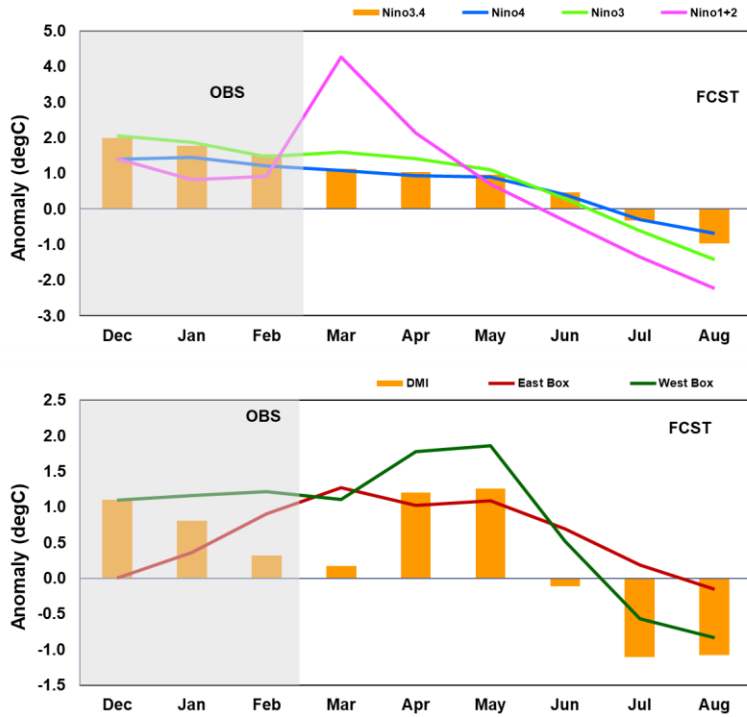 Nino3.4 Nino4 Nino3 Nino1+2
5.0
OBS
FCST
4.0
3.0
2.0
1.0
0.0
-1.0
-2.0
-3.0
Anomaly (degC)
Dec Jan Feb Mar Apr May Jun Jul Aug
DMI East Box West Box
2.5
OBS
FCST
2.0
1.5
1.0
0.5
0.0
-0.5
-1.0
-1.5
Anomaly (degC)
Dec Jan Feb Mar Apr May Jun Jul Aug